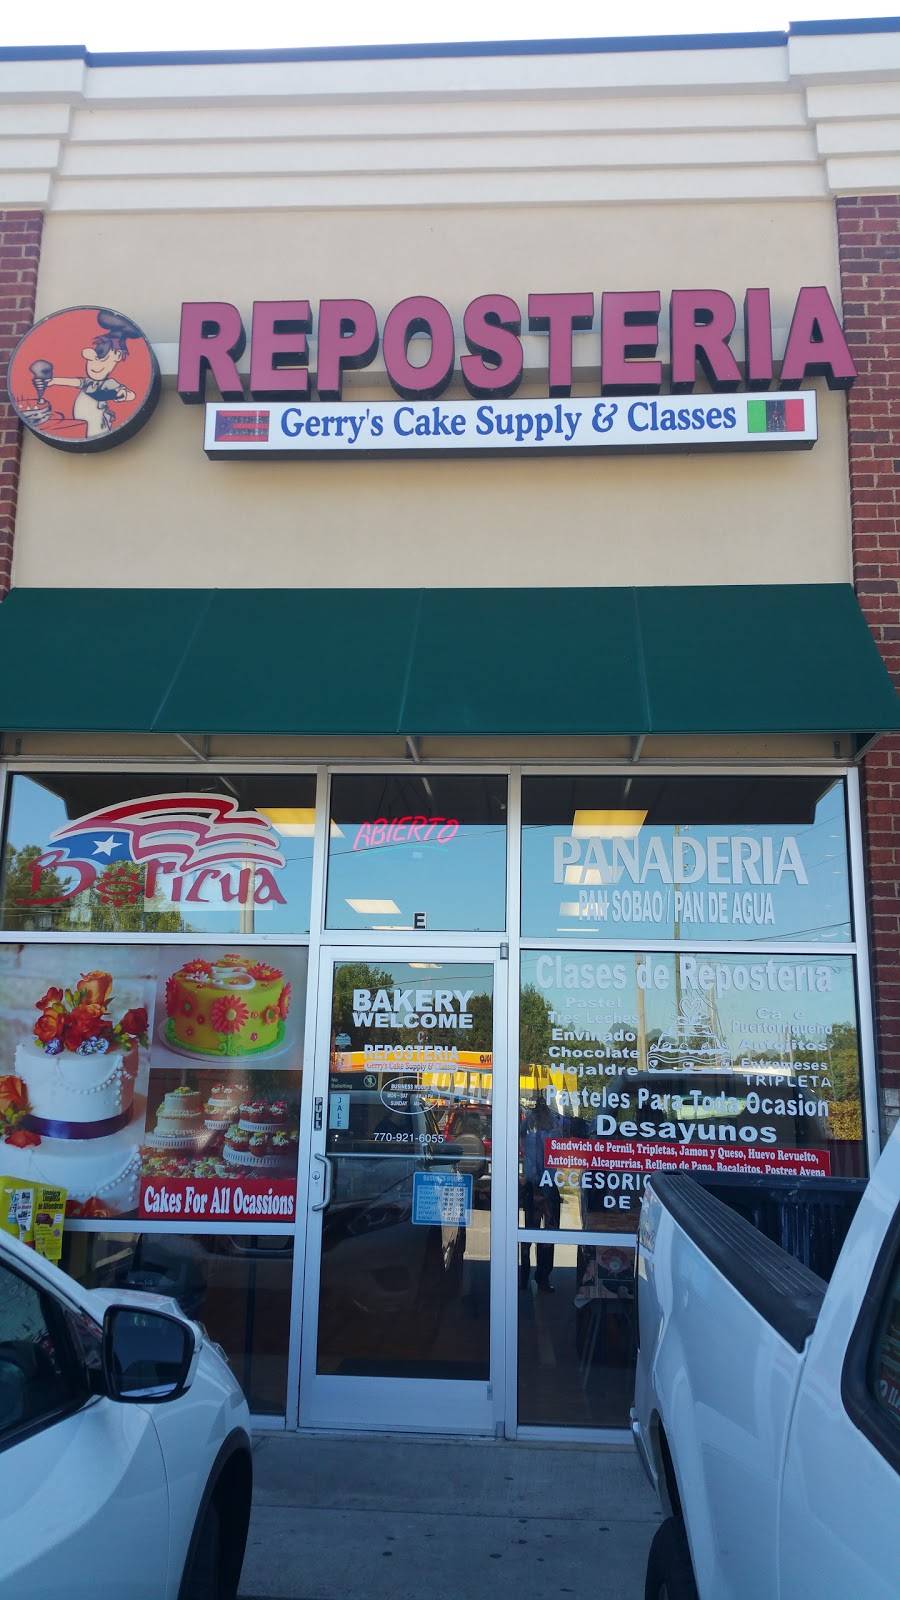 REPOSTERIA
Gerry's Cake Supply & Classes
Boricua
ABIERTO
PANADERIA
PAN SOBAO / PAN DE AGUA
E
BAKERY
WELCOME
REPOSTERIA
Gerry's Cake Supply & Classes
OPEN
PULL
JALE
770-921-6055
Cakes For All Ocassions
Clases de Reposteria
Pastel
Tres Leches
Envinado
Chocolate
Hojaldre
Puertorriqueño
Antojitos
Entremeses
TRIPLETA
Pasteles Para Toda Ocasion
Desayunos
Sandwich de Pernil, Tripletas, Jamon y Queso, Huevo Revuelto,
Antojitos, Alcapurrias, Relleno de Papa, Bacalaitos, Postres Avena
DE